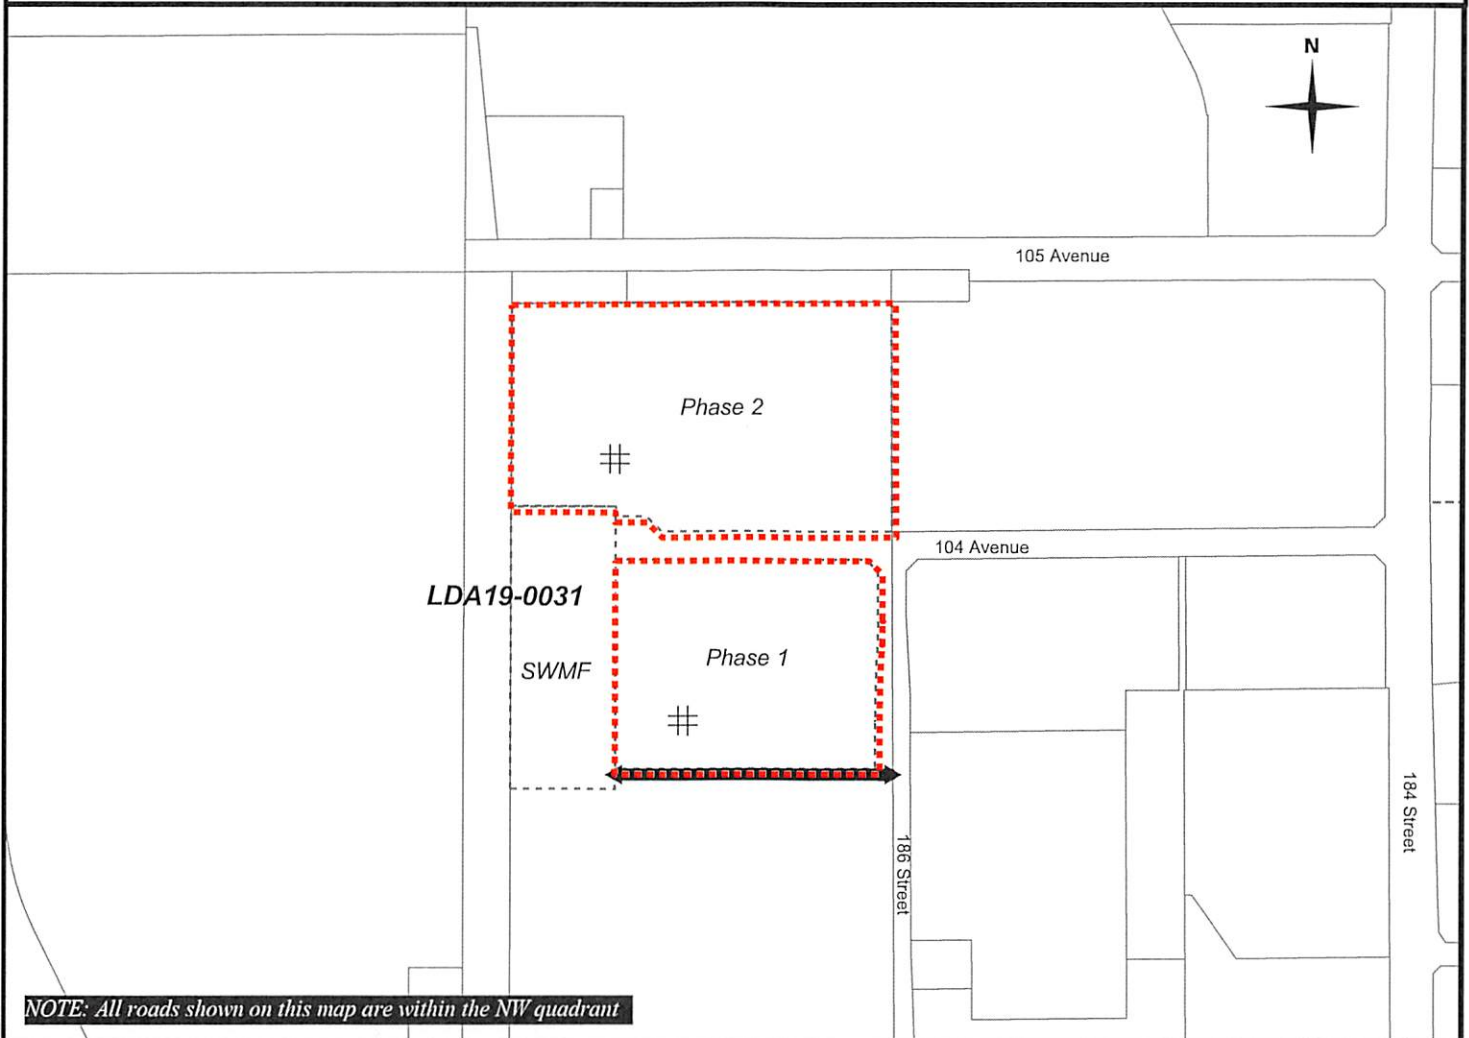 N
105 Avenue
Phase 2
104 Avenue
LDA19-0031
Phase 1
SWMF
184 Street
186 Street
NOTE: All roads shown on this map are within the NW quadrant